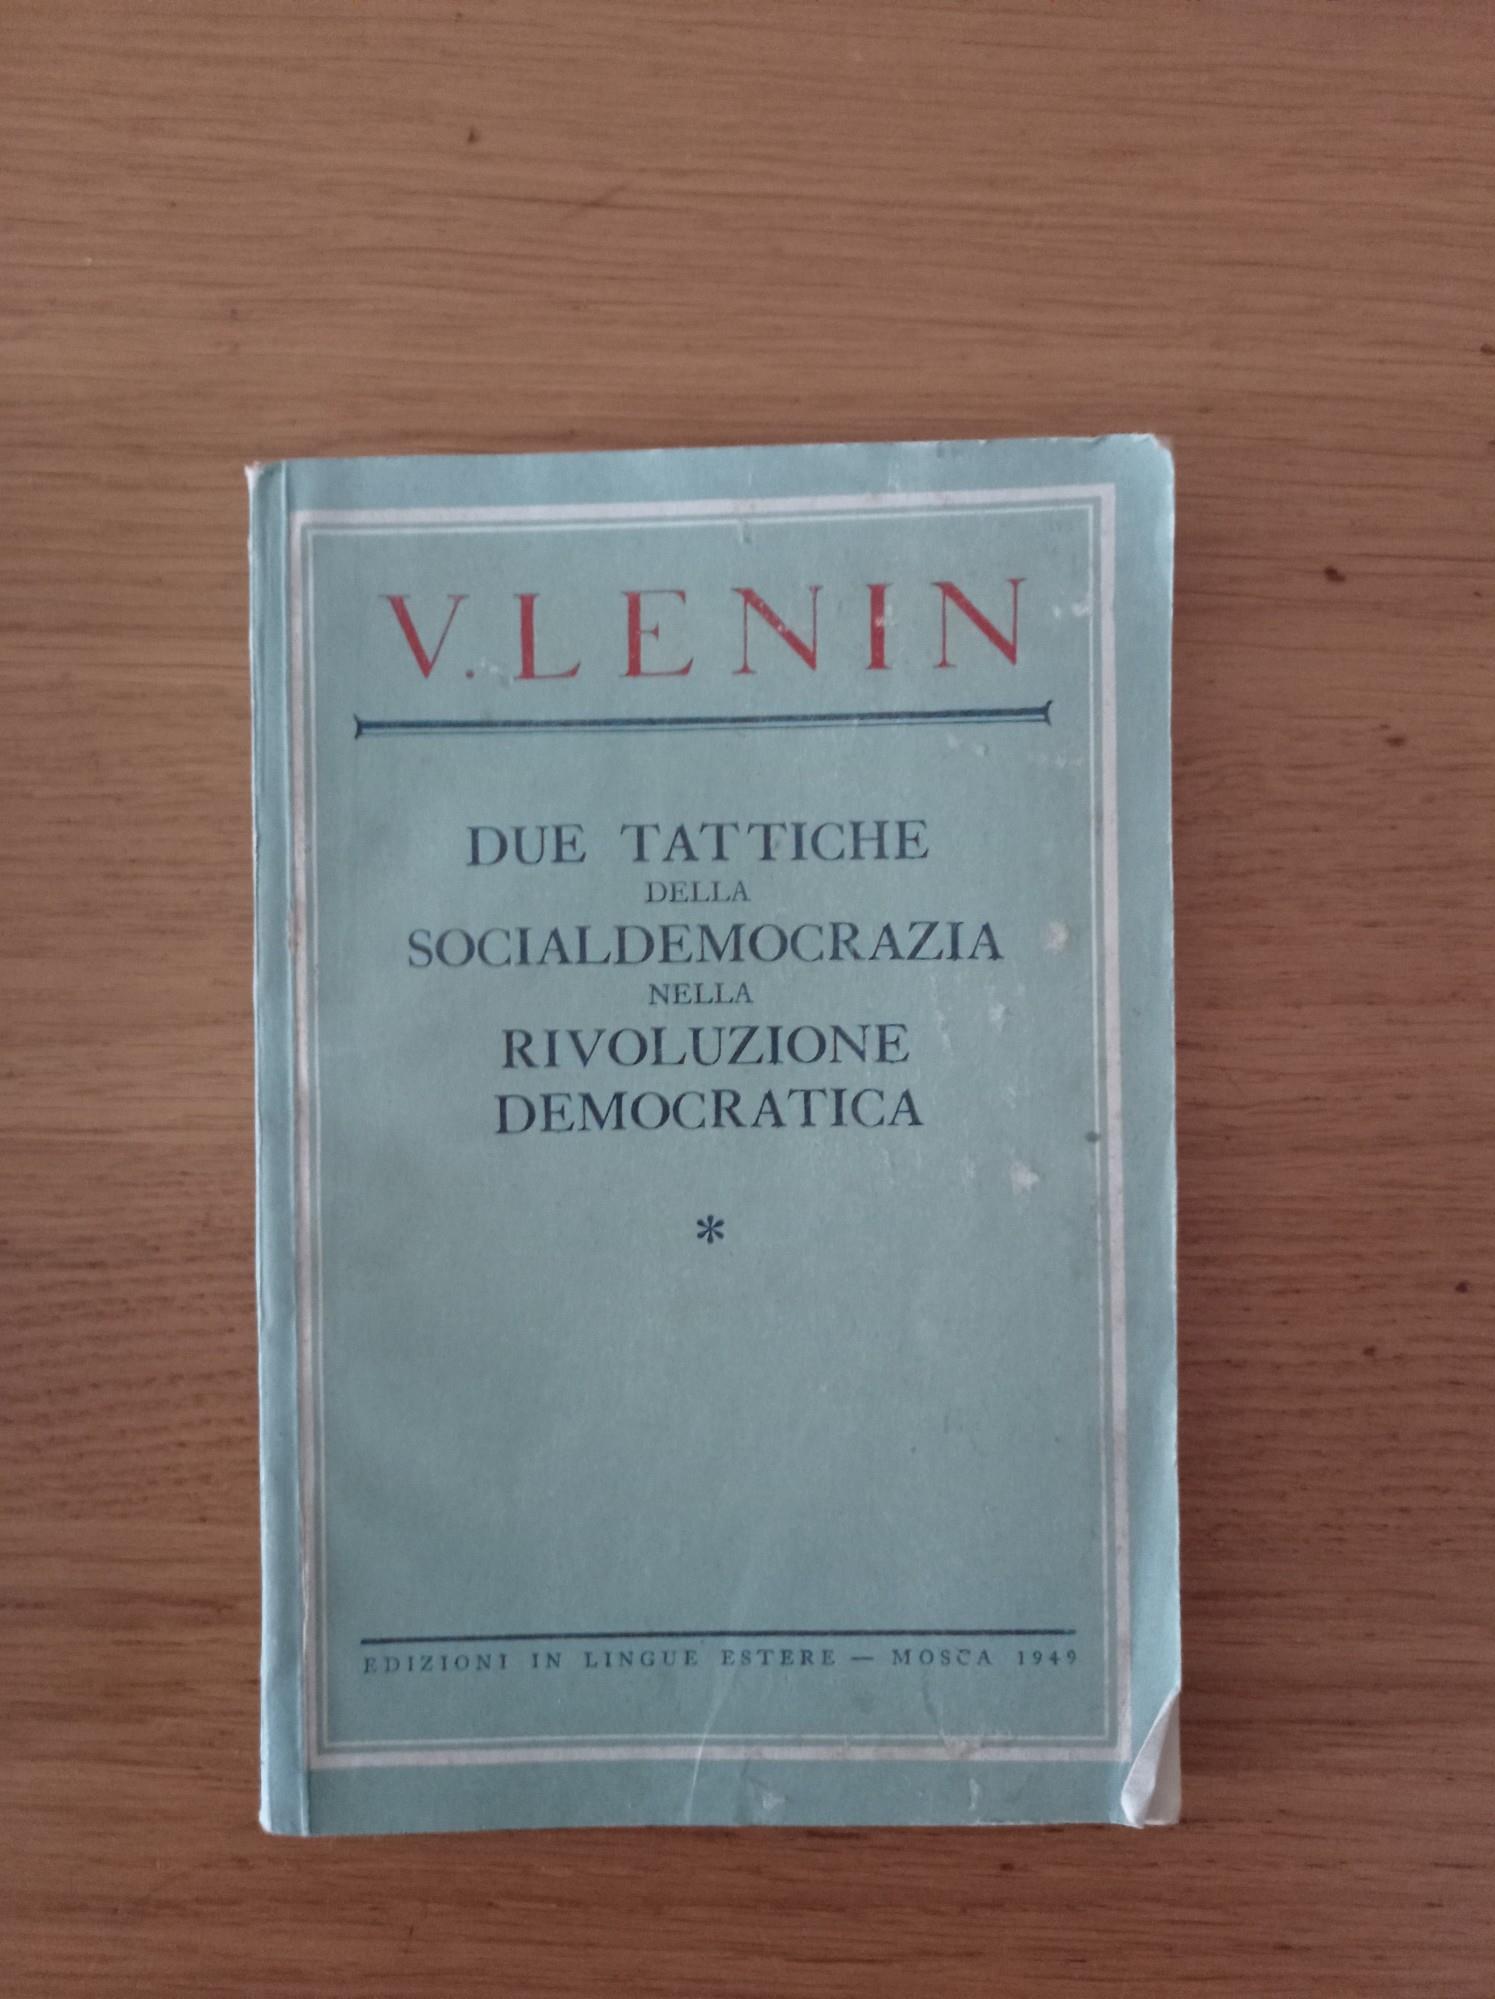 V. LENIN
DUE TATTICHE
DELLA
SOCIALDEMOCRAZIA
NELLA
RIVOLUZIONE
DEMOCRATICA
*
EDIZIONI IN LINGUE ESTERE — MOSCA 1949